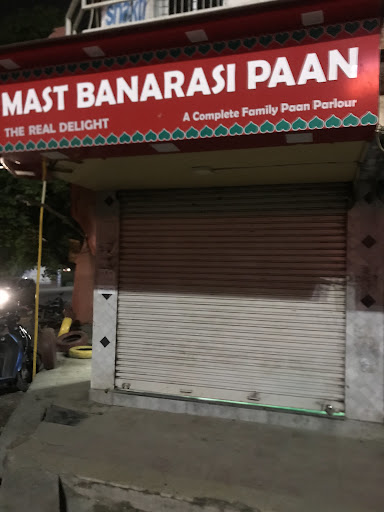 MAST BANARASI PAAN
THE REAL DELIGHT
A Complete Family Paan Parlour